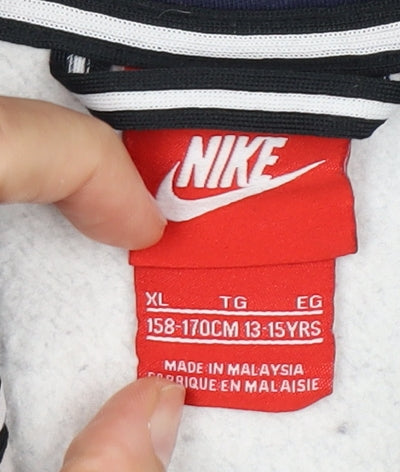 NIKE
XL TG EG
158-170CM 13-15YRS
MADE IN MALAYSIA
FABRIQUE EN MALAISIE